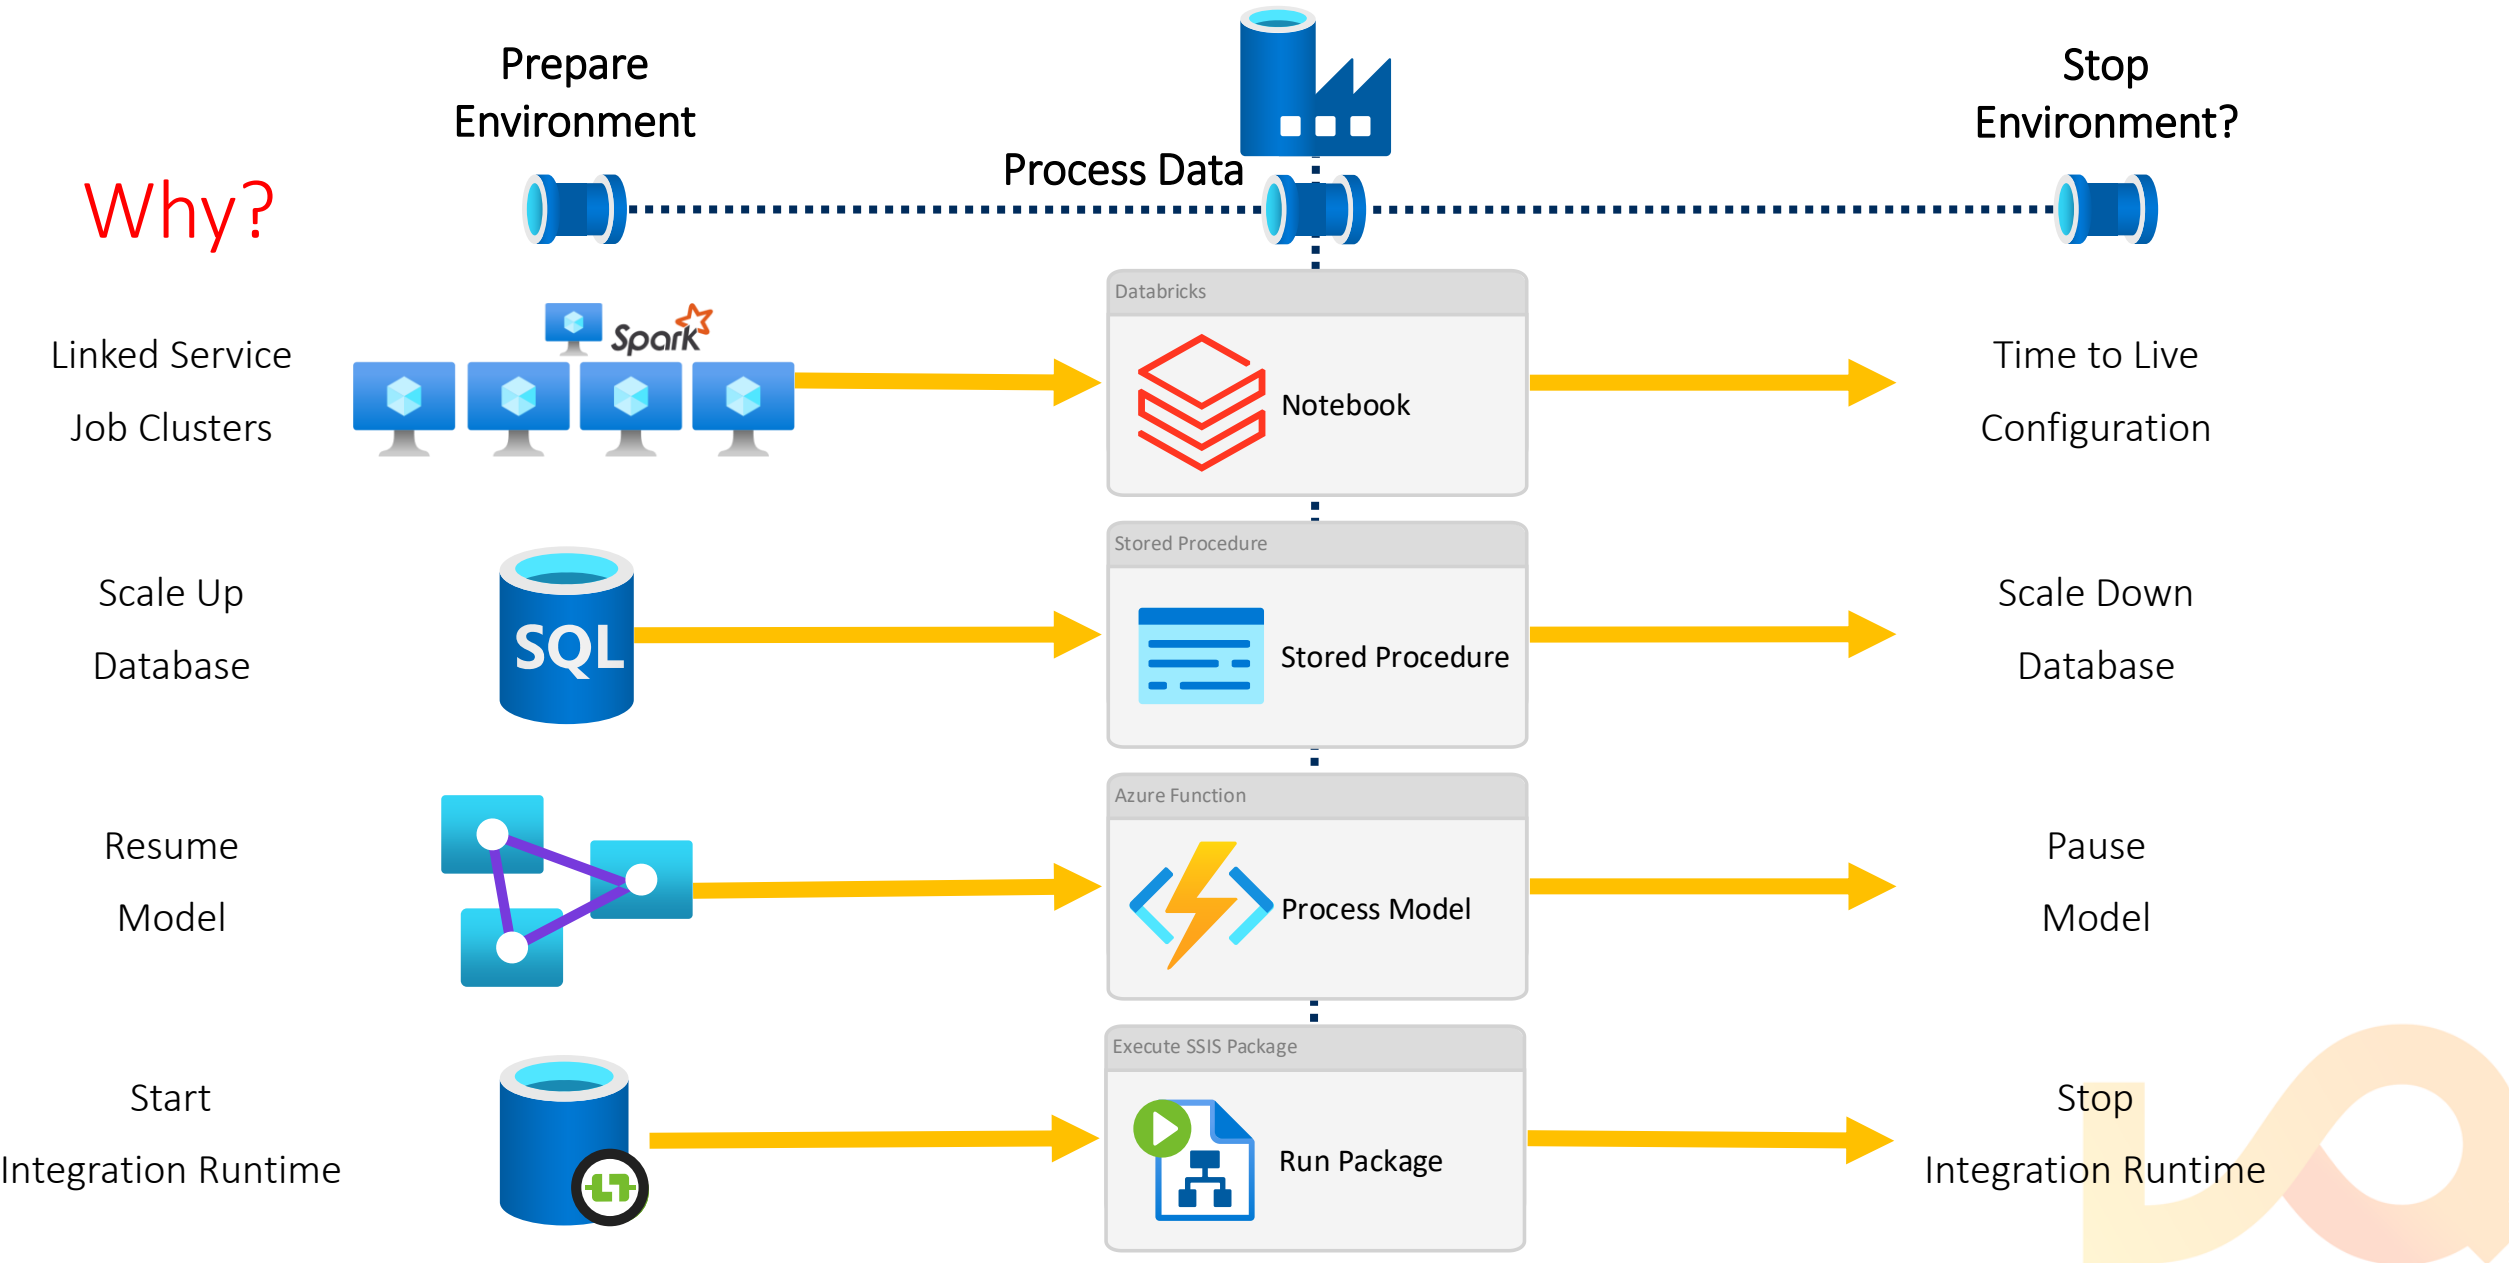 Prepare
Environment
Stop
Environment?
Process Data
Why?
Databricks
Spark
Linked Service
Job Clusters
Notebook
Time to Live
Configuration
Stored Procedure
Scale Up
Database
SQL
Stored Procedure
Scale Down
Database
Azure Function
Resume
Model
Process Model
Pause
Model
Execute SSIS Package
Start
Integration Runtime
Run Package
Stop
Integration Runtime